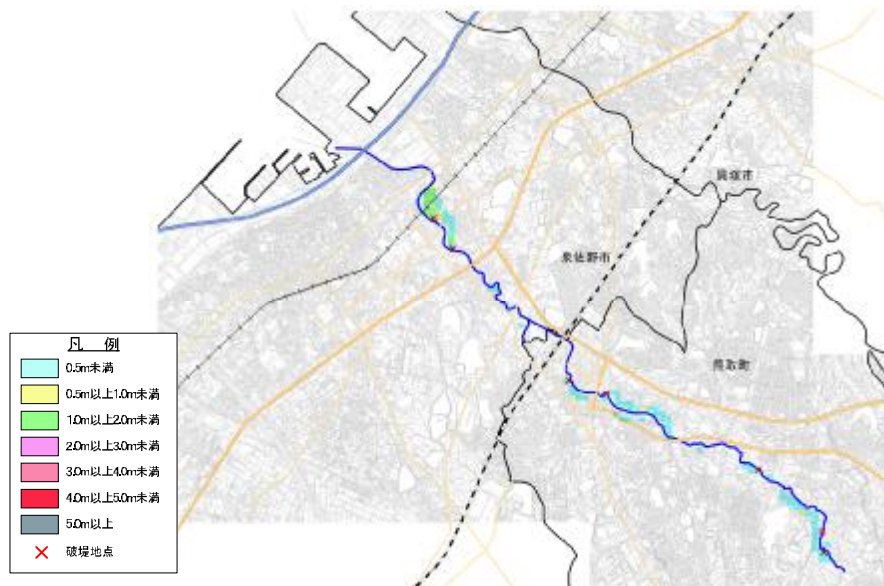 貝塚市
泉佐野市
熊取町
凡 例
0.5m未満
0.5m以上1.0m未満
1.0m以上2.0m未満
2.0m以上3.0m未満
3.0m以上4.0m未満
4.0m以上5.0m未満
5.0m以上
破堤地点